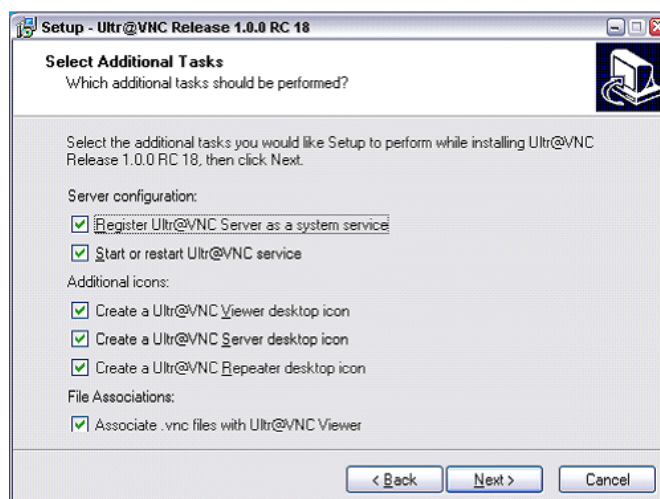 Setup - Ultr@VNC Release 1.0.0 RC 18
Select Additional Tasks
Which additional tasks should be performed?
Select the additional tasks you would like Setup to perform while installing Ultr@VNC
Release 1.0.0 RC 18, then click Next.
Server configuration:
Register Ultr@VNC Server as a system service
Start or restart Ultr@VNC service
Additional icons:
Create a Ultr@VNC Viewer desktop icon
Create a Ultr@VNC Server desktop icon
Create a Ultr@VNC Repeater desktop icon
File Associations:
Associate .vnc files with Ultr@VNC Viewer
< Back
Next >
Cancel